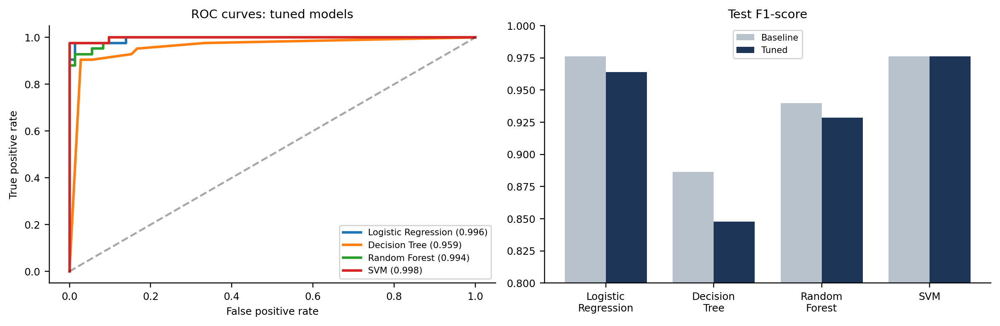 ROC curves: tuned models
True positive rate
1.0
0.8
0.6
0.4
0.2
0.0
Logistic Regression (0.996)
Decision Tree (0.959)
Random Forest (0.994)
SVM (0.998)
0.0 0.2 0.4 0.6 0.8 1.0
False positive rate
Test F1-score
1.000
0.975
0.950
0.925
0.900
0.875
0.850
0.825
0.800
Baseline
Tuned
Logistic
Regression
Decision
Tree
Random
Forest
SVM